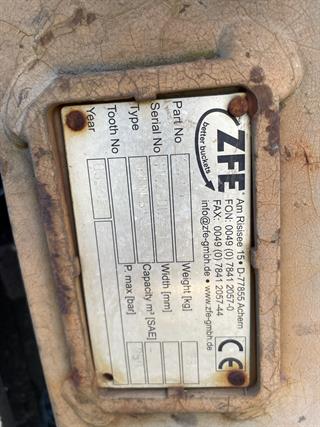 ZFE
better buckets
Am Risisee 15 • D-77855 Achern
FON: 0049 (0) 7841 2057-0
FAX: 0049 (0) 7841 2057-44
info@zfe-gmbh.de • www.zfe-gmbh.de
CE
Part No
Weight [kg]
Serial No
Width [mm]
Type
Capacity m³ [SAE]
Tooth No
P. max [bar]
Year